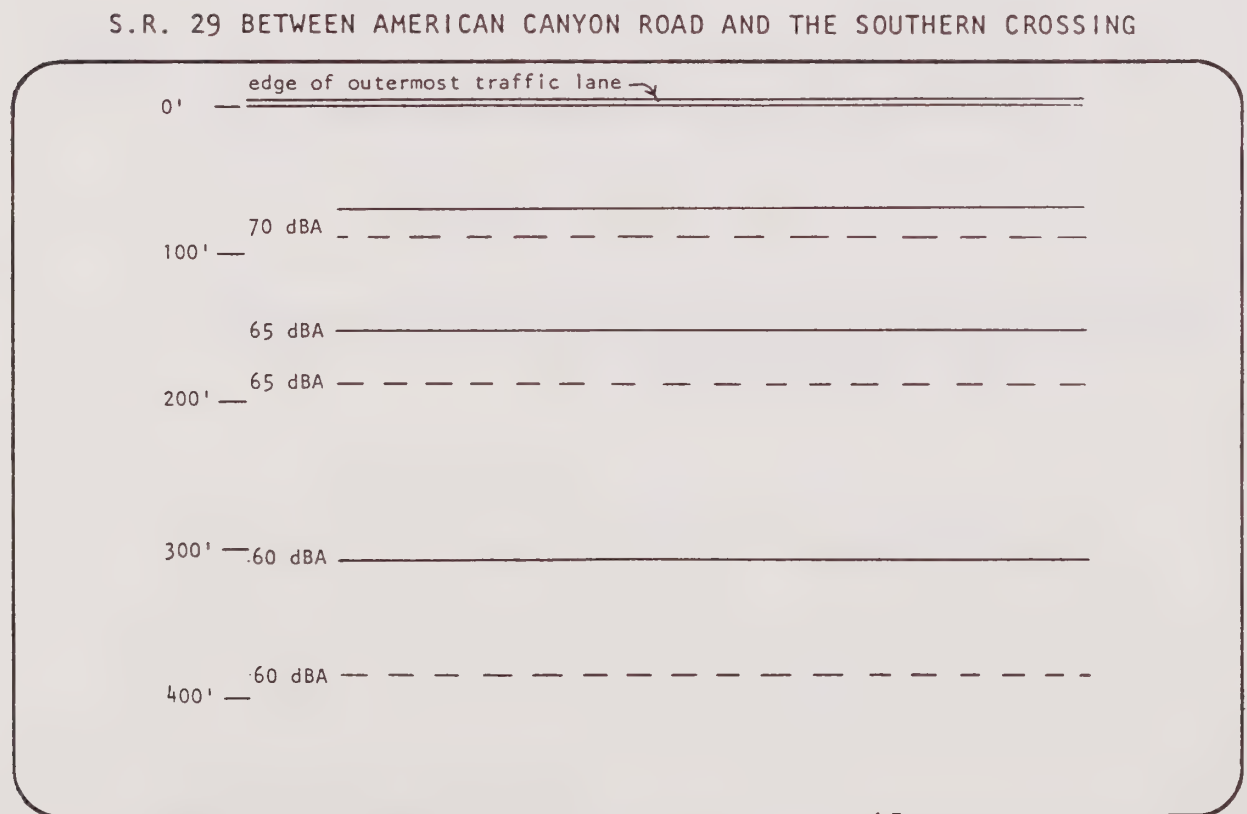 S.R. 29 BETWEEN AMERICAN CANYON ROAD AND THE SOUTHERN CROSSING
edge of outermost traffic lane
0'
70 dBA
100'
65 dBA
65 dBA
200'
300'
60 dBA
60 dBA
400'